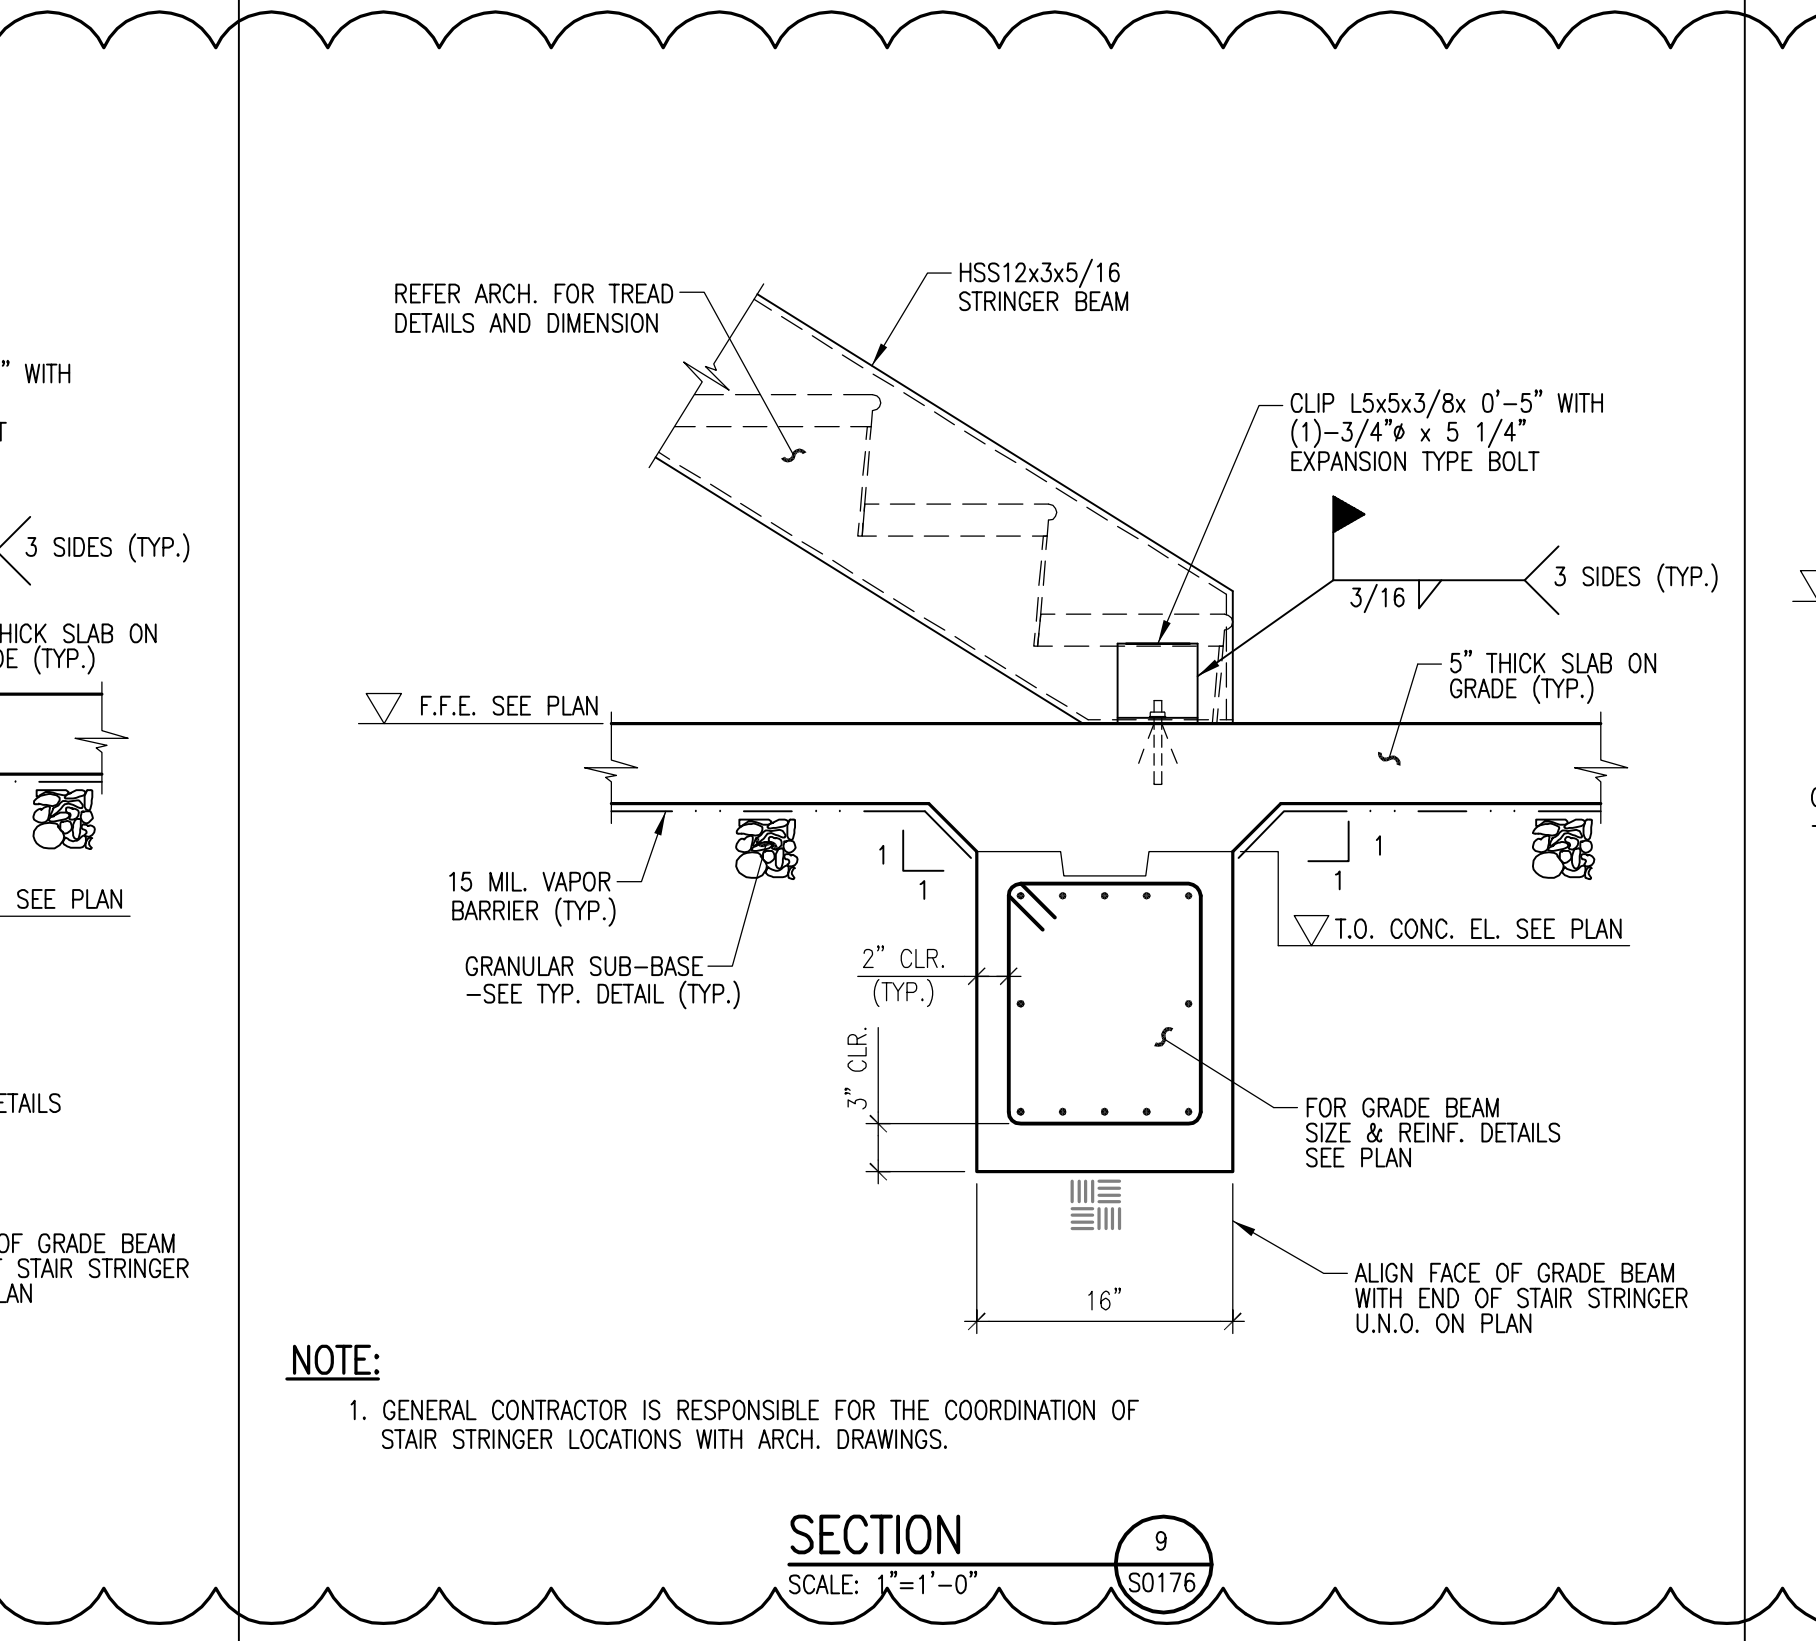 " WITH
T
3 SIDES (TYP.)
HICK SLAB ON
DE (TYP.)
SEE PLAN
ETAILS
OF GRADE BEAM
T STAIR STRINGER
LAN
REFER ARCH. FOR TREAD
DETAILS AND DIMENSION
HSS12x3x5/16
STRINGER BEAM
CLIP L5x5x3/8x 0'-5" WITH
(1)-3/4"ø x 5 1/4"
EXPANSION TYPE BOLT
3/16
3 SIDES (TYP.)
5" THICK SLAB ON
GRADE (TYP.)
F.F.E. SEE PLAN
15 MIL. VAPOR
BARRIER (TYP.)
GRANULAR SUB-BASE
-SEE TYP. DETAIL (TYP.)
1
1
1
1
T.O. CONC. EL. SEE PLAN
2" CLR.
(TYP.)
3" CLR.
FOR GRADE BEAM
SIZE & REINF. DETAILS
SEE PLAN
16"
ALIGN FACE OF GRADE BEAM
WITH END OF STAIR STRINGER
U.N.O. ON PLAN
NOTE:
1. GENERAL CONTRACTOR IS RESPONSIBLE FOR THE COORDINATION OF
STAIR STRINGER LOCATIONS WITH ARCH. DRAWINGS.
SECTION
SCALE: 1"=1'-0"
9
S0176